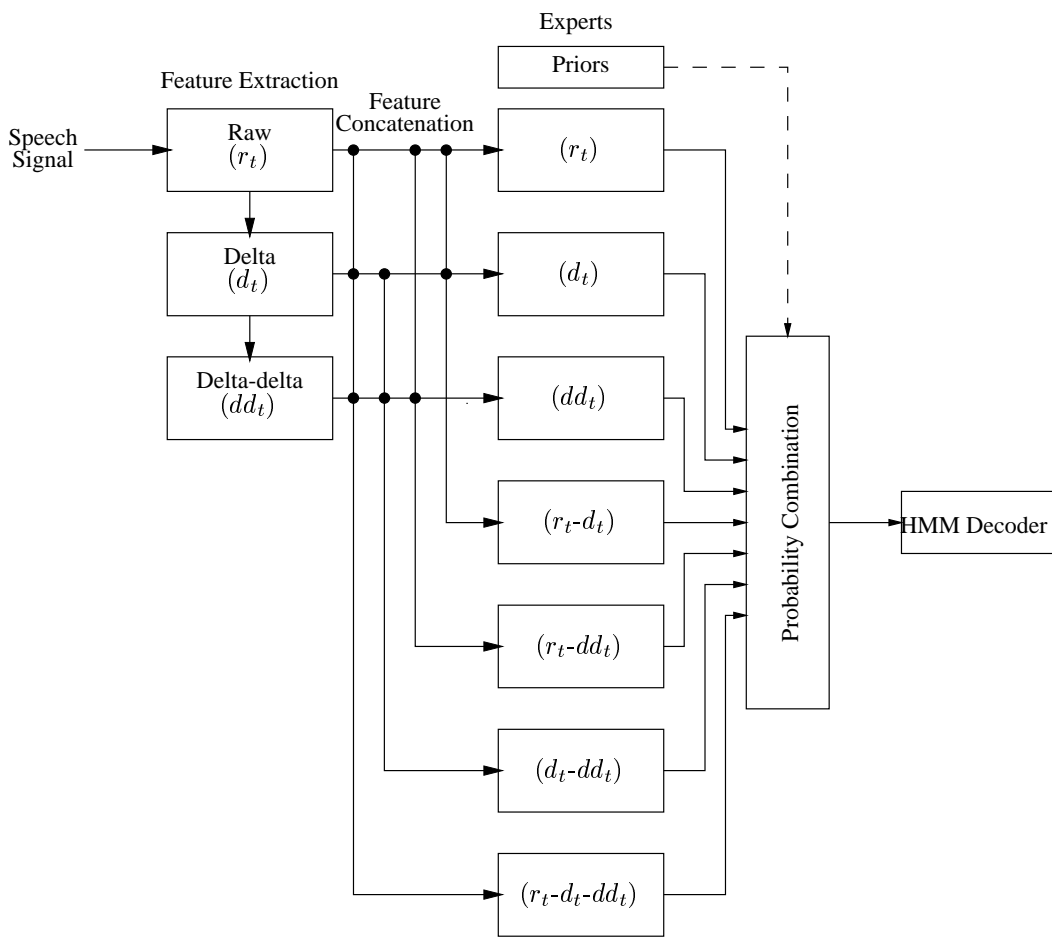 Experts
Priors
Feature Extraction
Feature
Concatenation
Speech
Signal
Raw
(r_t)
(r_t)
Delta
(d_t)
(d_t)
Delta-delta
(dd_t)
(dd_t)
(r_t-d_t)
(r_t-dd_t)
(d_t-dd_t)
(r_t-d_t-dd_t)
Probability Combination
HMM Decoder